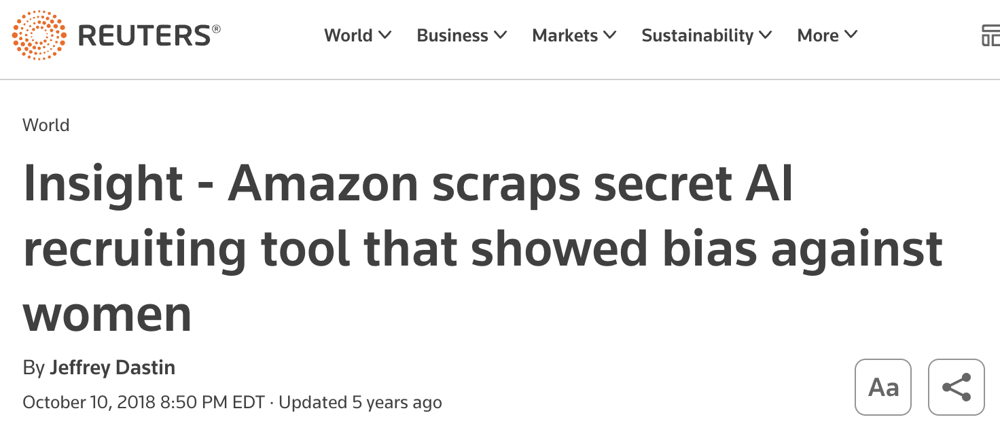 REUTERS®
World Business Markets Sustainability More
World
Insight - Amazon scraps secret AI
recruiting tool that showed bias against
women
By Jeffrey Dastin
October 10, 2018 8:50 PM EDT · Updated 5 years ago
Aa